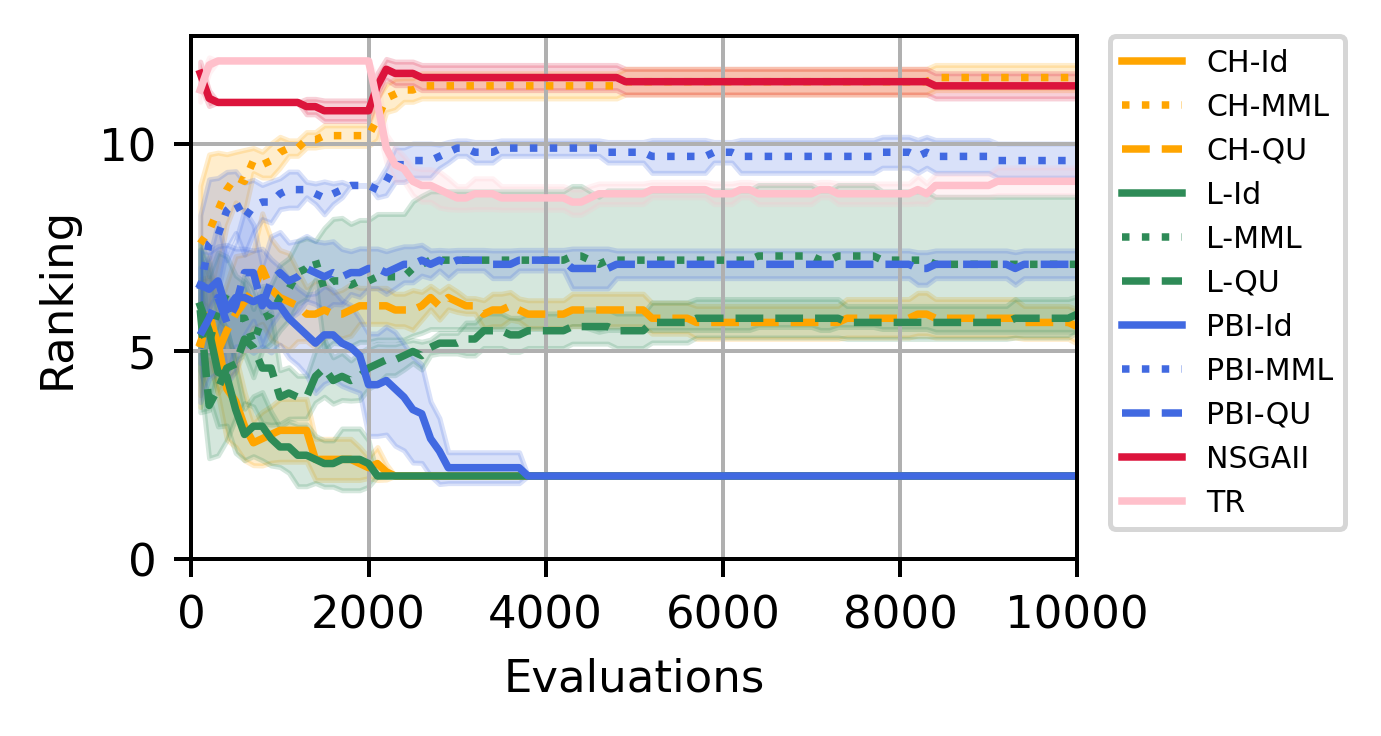 10
5
0
Ranking
0 2000 4000 6000 8000 10000
Evaluations
CH-Id
CH-MML
CH-QU
L-Id
L-MML
L-QU
PBI-Id
PBI-MML
PBI-QU
NSGAII
TR